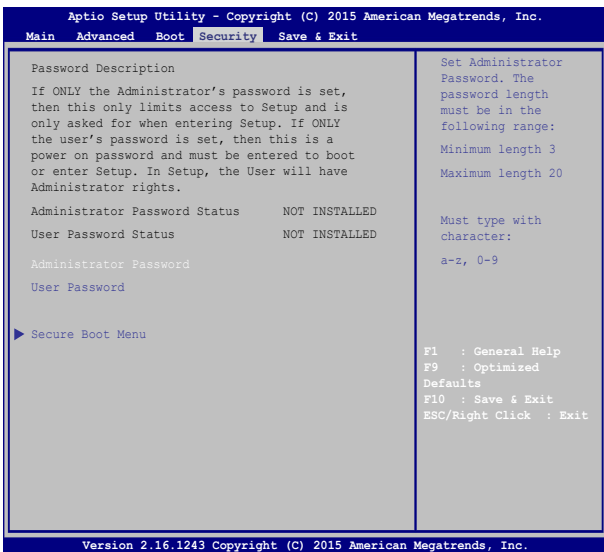 Aptio Setup Utility - Copyright (C) 2015 American Megatrends, Inc.
Main Advanced Boot Security Save & Exit
Password Description
If ONLY the Administrator's password is set,
then this only limits access to Setup and is
only asked for when entering Setup. If ONLY
the user's password is set, then this is a
power on password and must be entered to boot
or enter Setup. In Setup, the User will have
Administrator rights.
Administrator Password Status NOT INSTALLED
User Password Status NOT INSTALLED
Administrator Password
User Password
Secure Boot Menu
Set Administrator
Password. The
password length
must be in the
following range:
Minimum length 3
Maximum length 20
Must type with
character:
a-z, 0-9
F1 : General Help
F9 : Optimized
Defaults
F10 : Save & Exit
ESC/Right Click : Exit
Version 2.16.1243 Copyright (C) 2015 American Megatrends, Inc.